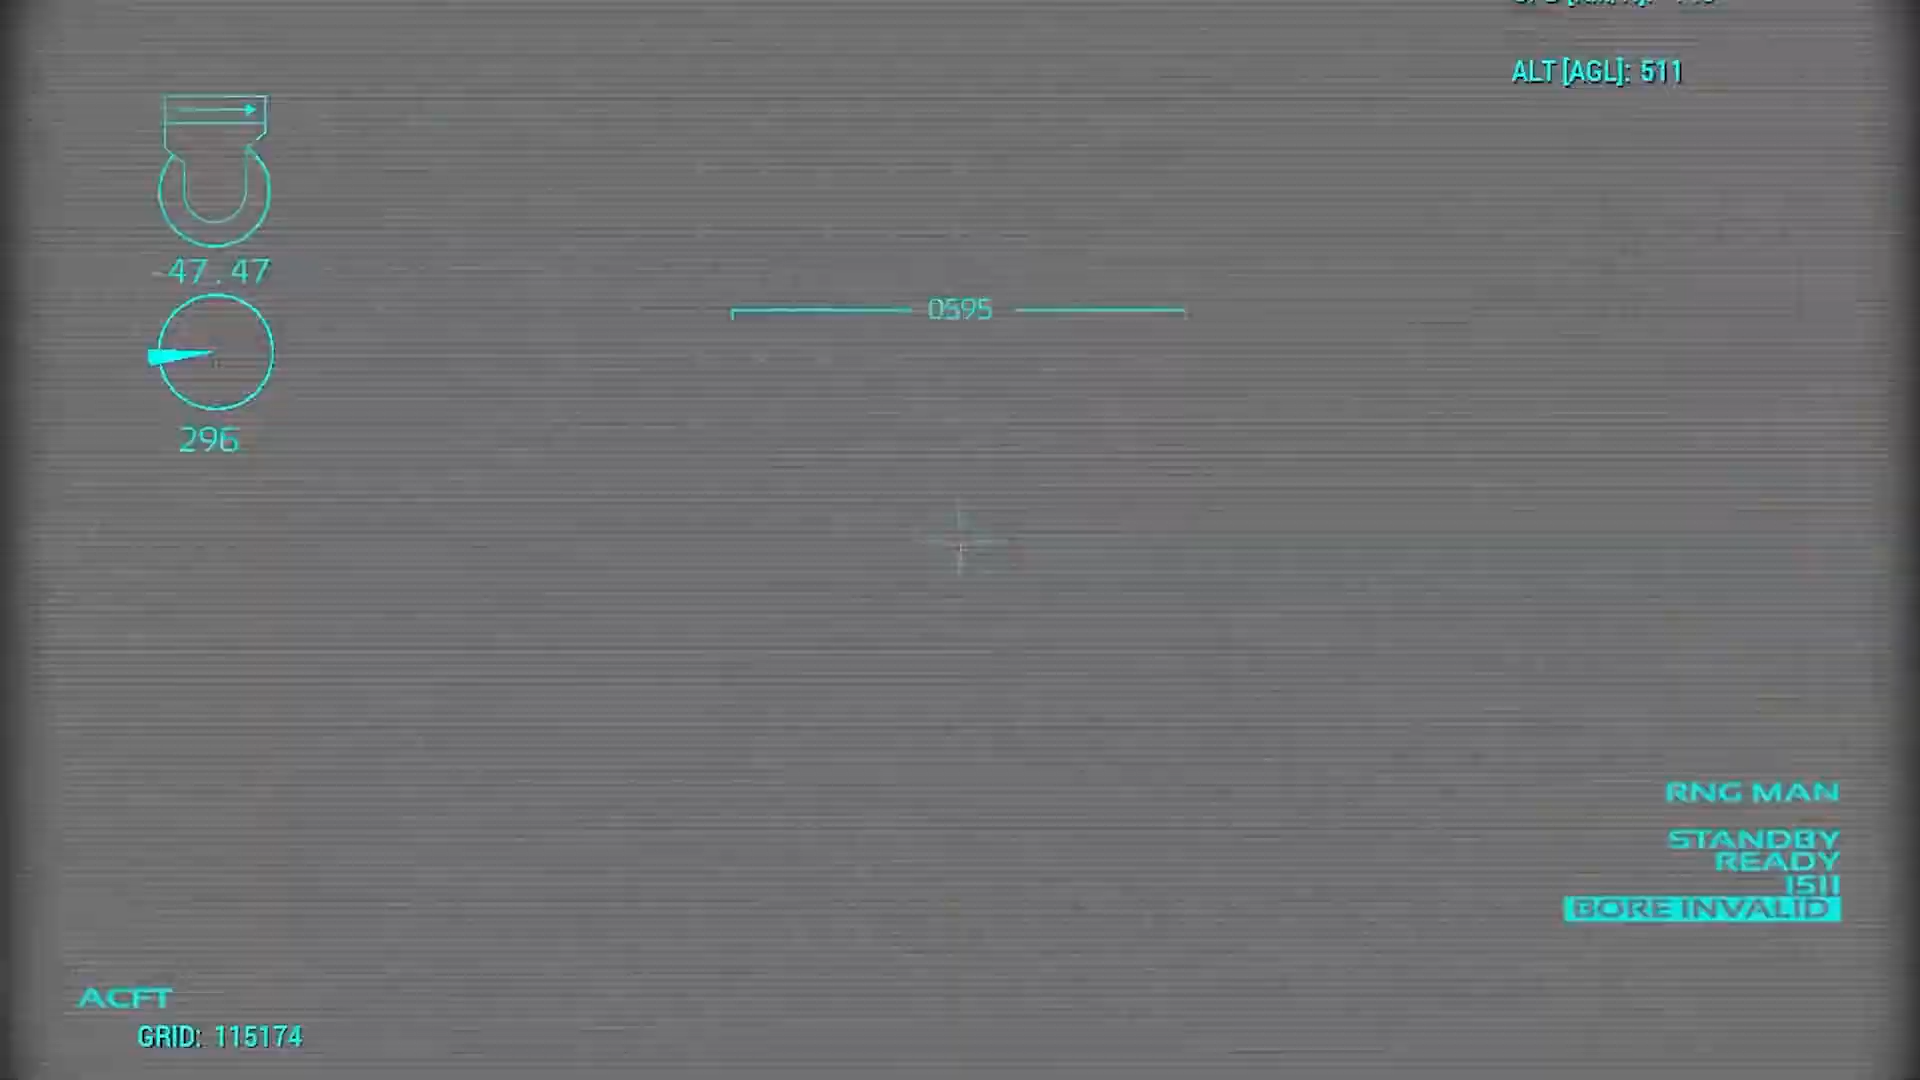 ALT [AGL]: 511
-47.47
0595
296
RNG MAN
STANDBY
READY
1511
BORE INVALID
ACFT
GRID: 115174